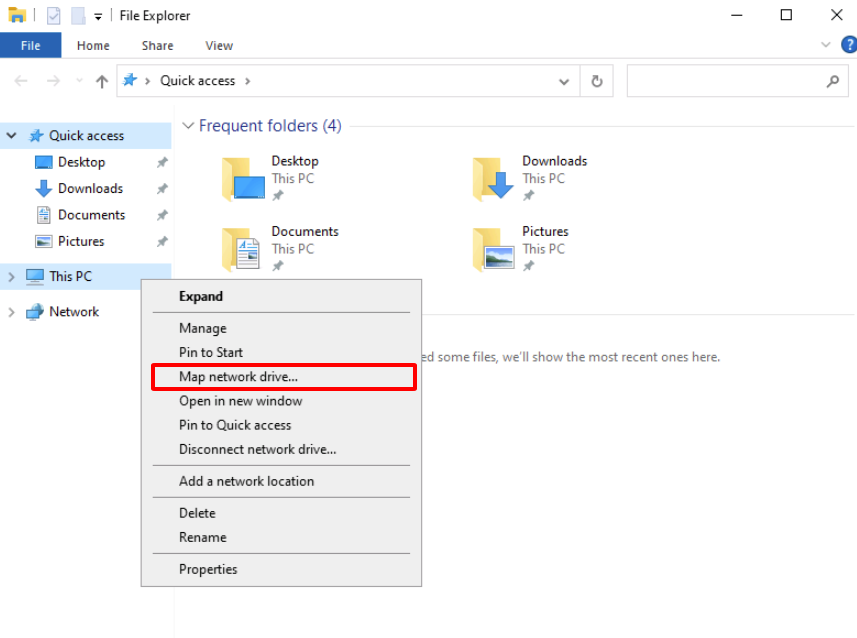 File Explorer
File Home Share View
Quick access
Quick access
Desktop
Downloads
Documents
Pictures
This PC
Network
Frequent folders (4)
Desktop
This PC
Downloads
This PC
Documents
This PC
Pictures
This PC
some files, we'll show the most recent ones here.
Expand
Manage
Pin to Start
Map network drive...
Open in new window
Pin to Quick access
Disconnect network drive...
Add a network location
Delete
Rename
Properties